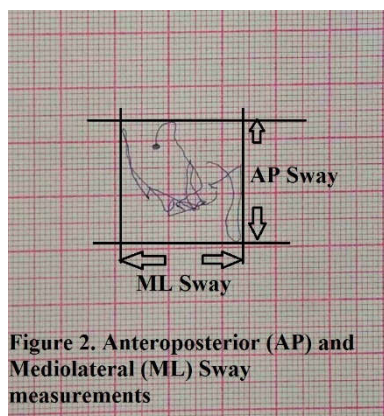 AP Sway
ML Sway
Figure 2. Anteroposterior (AP) and
Mediolateral (ML) Sway
measurements